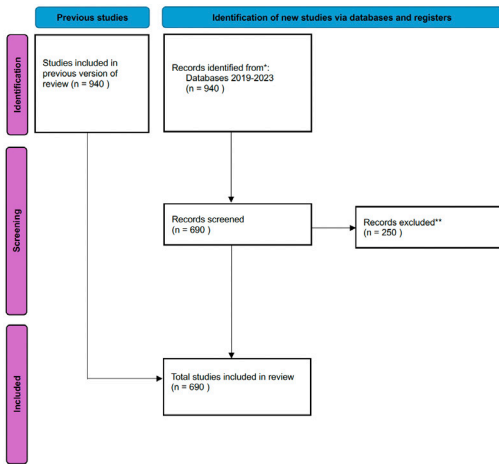 Previous studies
Identification of new studies via databases and registers
Identification
Studies included in
previous version of
review (n = 940 )
Records identified from*:
Databases 2019-2023
(n = 940 )
Screening
Records screened
(n = 690 )
Records excluded**
(n = 250 )
Included
Total studies included in review
(n = 690 )